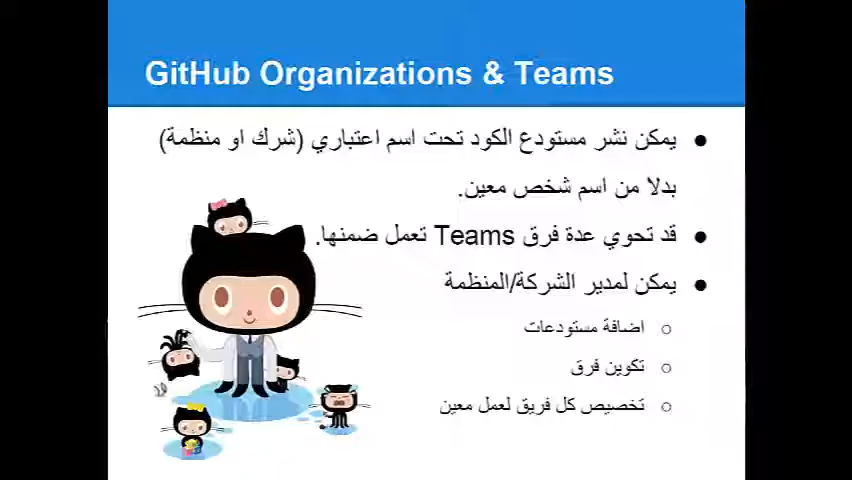 GitHub Organizations & Teams
● يمكن نشر مستودع الكود تحت اسم اعتباري (شرك او منظمة)
بدلا من اسم شخص معين.
● قد تحوي عدة فرق Teams تعمل ضمنها.
● يمكن لمدير الشركة/المنظمة
○ اضافة مستودعات
○ تكوين فرق
○ تخصيص كل فريق لعمل معين